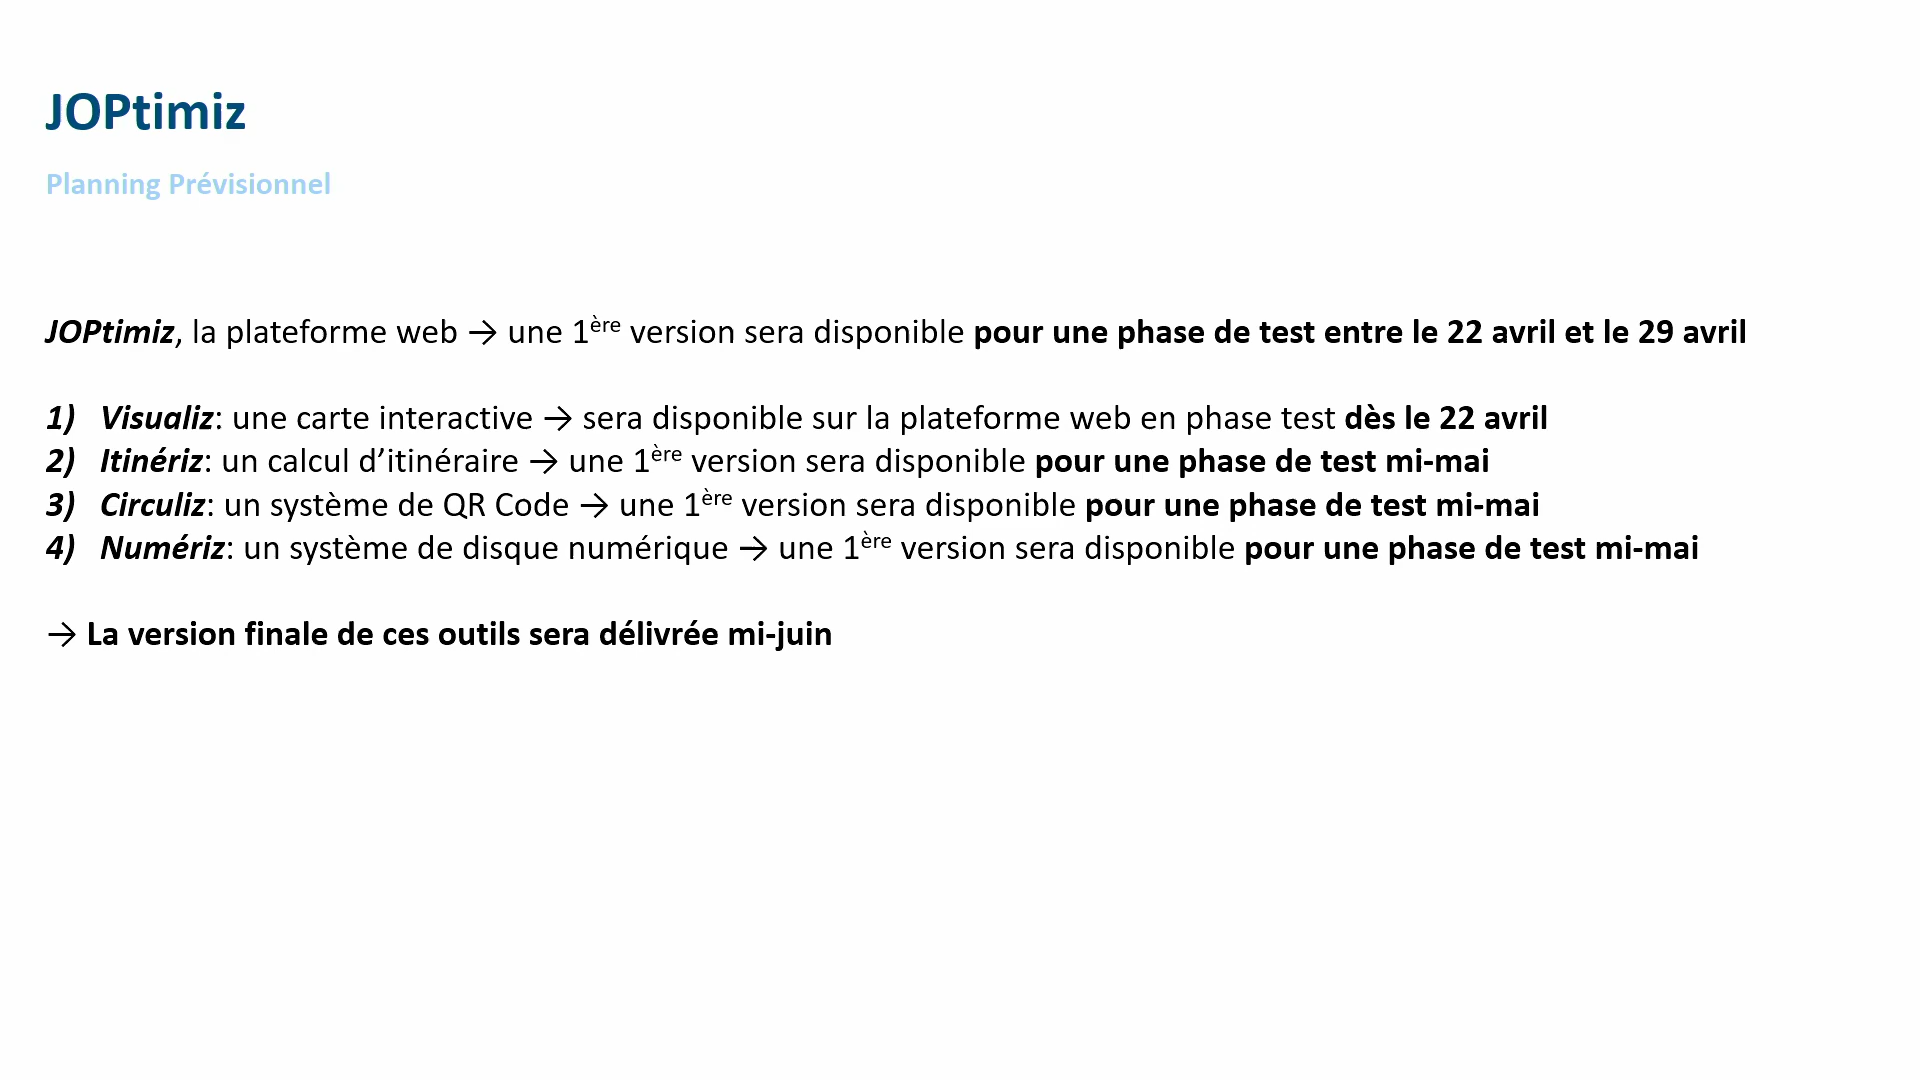 JOPtimiz
Planning Prévisionnel
JOPtimiz, la plateforme web → une 1ère version sera disponible pour une phase de test entre le 22 avril et le 29 avril
1) Visualiz: une carte interactive → sera disponible sur la plateforme web en phase test dès le 22 avril
2) Itinériz: un calcul d’itinéraire → une 1ère version sera disponible pour une phase de test mi-mai
3) Circuliz: un système de QR Code → une 1ère version sera disponible pour une phase de test mi-mai
4) Numériz: un système de disque numérique → une 1ère version sera disponible pour une phase de test mi-mai
→ La version finale de ces outils sera délivrée mi-juin